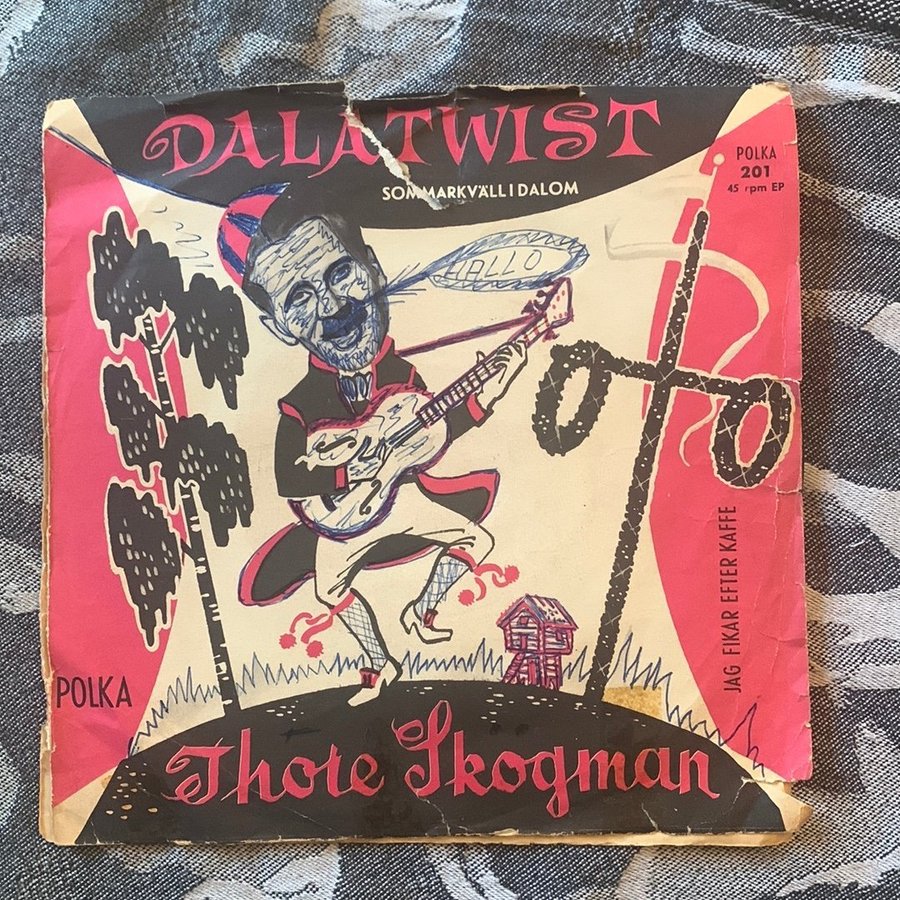 DALATWIST
SOMMARKVÄLL I DALOM
POLKA
201
45 rpm EP
HALLO
JAG FIKAR EFTER KAFFE
POLKA
Thore Skogman